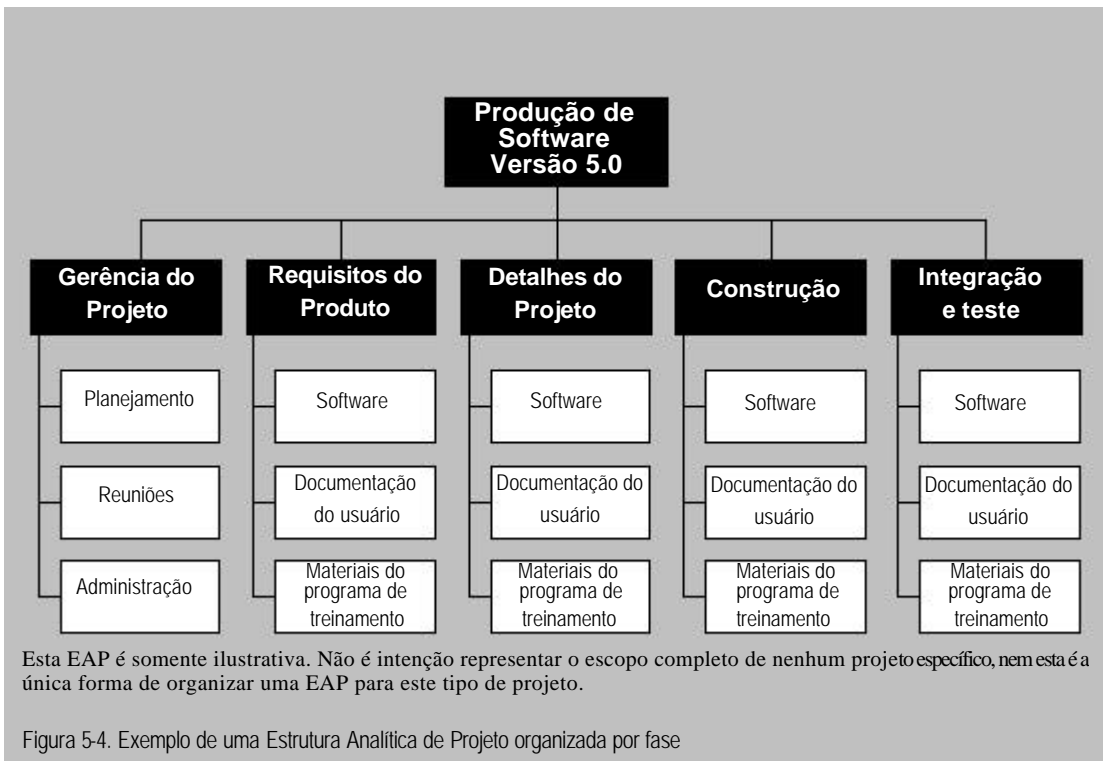 Produção de
Software
Versão 5.0
Gerência do
Projeto
Requisitos do
Produto
Detalhes do
Projeto
Construção
Integração
e teste
Planejamento
Software
Software
Software
Software
Reuniões
Documentação
do usuário
Documentação do
usuário
Documentação do
usuário
Documentação do
usuário
Administração
Materiais do
programa de
treinamento
Materiais do
programa de
treinamento
Materiais do
programa de
treinamento
Materiais do
programa de
treinamento
Esta EAP é somente ilustrativa. Não é intenção representar o escopo completo de nenhum projeto específico, nem esta é a
única forma de organizar uma EAP para este tipo de projeto.
Figura 5-4. Exemplo de uma Estrutura Analítica de Projeto organizada por fase